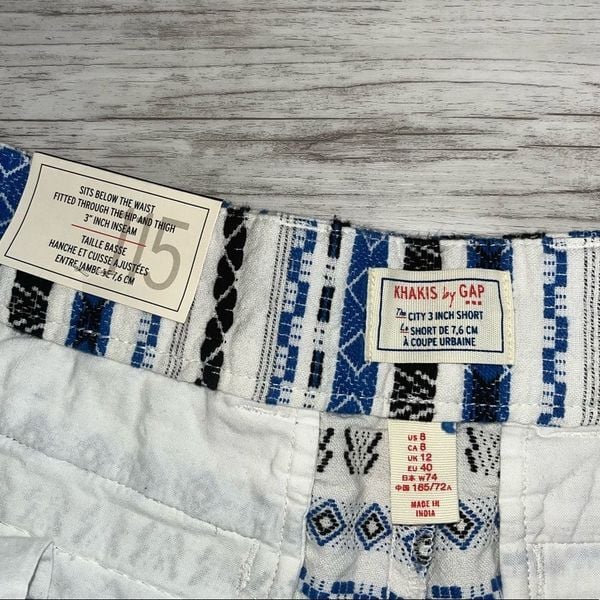 SITS BELOW THE WAIST
FITTED THROUGH THE HIP AND THIGH
3" INCH INSEAM
TAILLE BASSE
HANCHE ET CUISSE AJUSTÉES
ENTREJAMBE DE 7,6 CM
KHAKIS by GAP
The CITY 3 INCH SHORT
Le SHORT DE 7,6 CM
À COUPE URBAINE
US 8
CA 8
UK 12
EU 40
日本 W74
中国 165/72A
MADE IN
INDIA